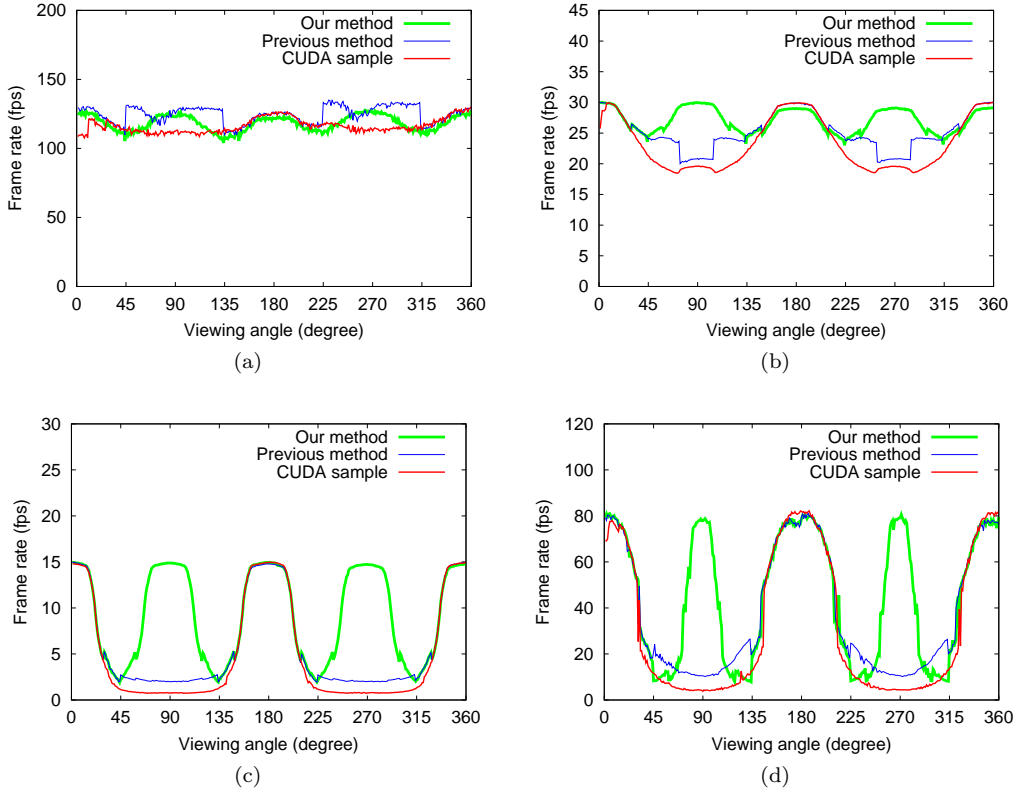 200
150
100
50
0
0 45 90 135 180 225 270 315 360
Frame rate (fps)
Viewing angle (degree)
Our method
Previous method
CUDA sample
(a)
45
40
35
30
25
20
15
10
5
0
0 45 90 135 180 225 270 315 360
Frame rate (fps)
Viewing angle (degree)
Our method
Previous method
CUDA sample
(b)
30
25
20
15
10
5
0
0 45 90 135 180 225 270 315 360
Frame rate (fps)
Viewing angle (degree)
Our method
Previous method
CUDA sample
(c)
120
100
80
60
40
20
0
0 45 90 135 180 225 270 315 360
Frame rate (fps)
Viewing angle (degree)
Our method
Previous method
CUDA sample
(d)